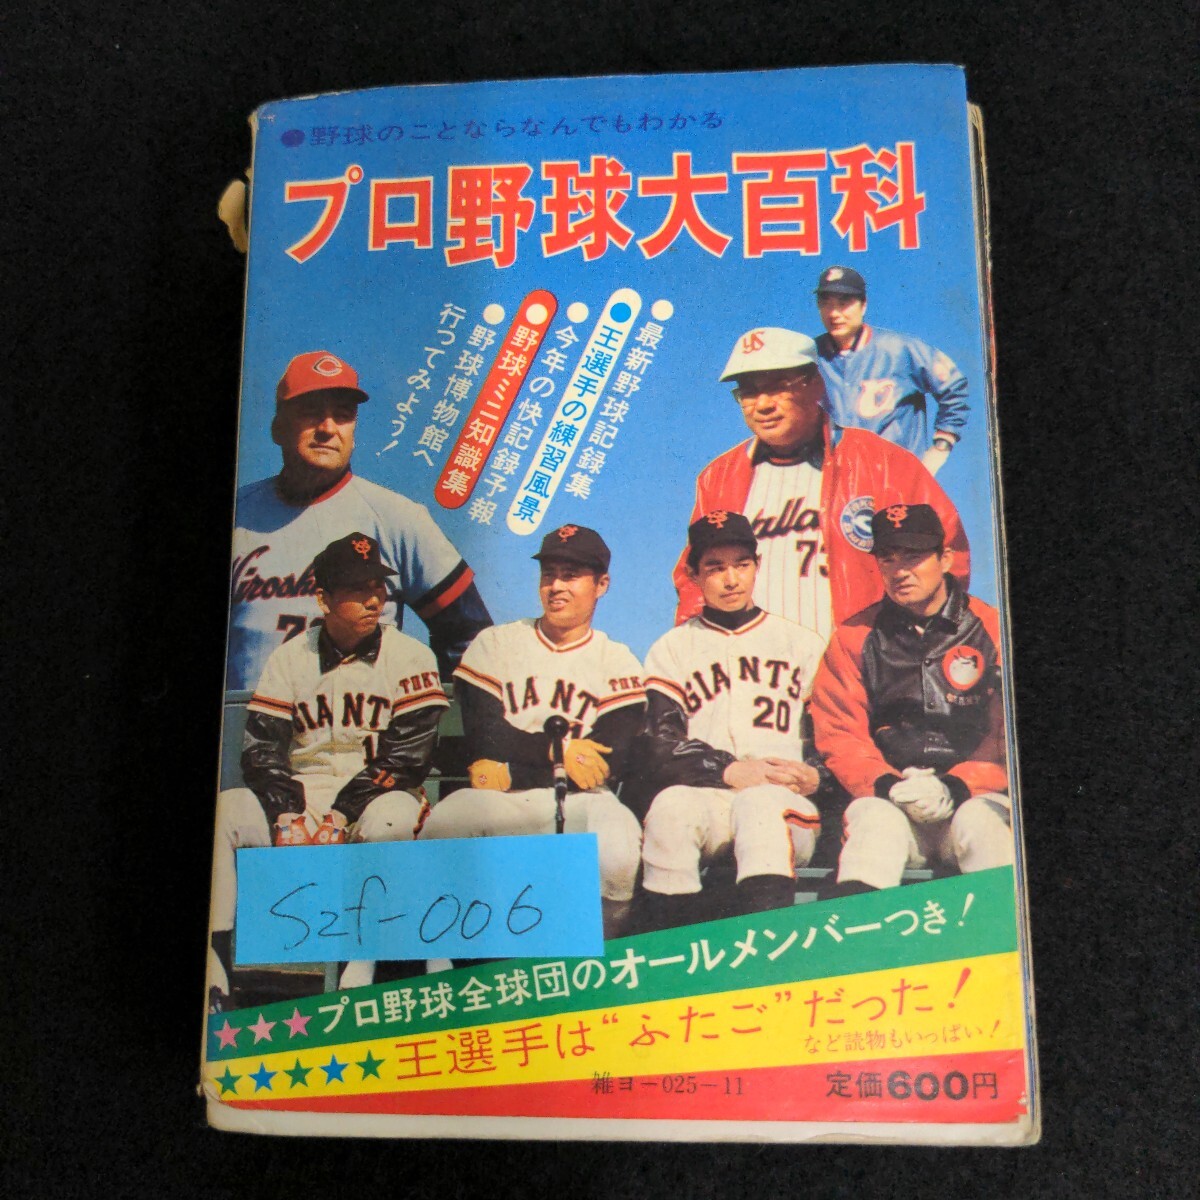 ●野球のことならなんでもわかる
プロ野球大百科
●最新野球記録集
●王選手の練習風景
●今年の快記録予報
●野球ミニ知識集
●野球博物館へ
行ってみよう！
C
YS
Hiroshi
73
GIANTS
TOKY
1
16
GIANTS
TOK
GIANTS
20
szf-006
★★★プロ野球全球団のオールメンバーつき！
★★★★★王選手は“ふたご”だった！
など読物もいっぱい！
雑ヨ－025－11
定価600円